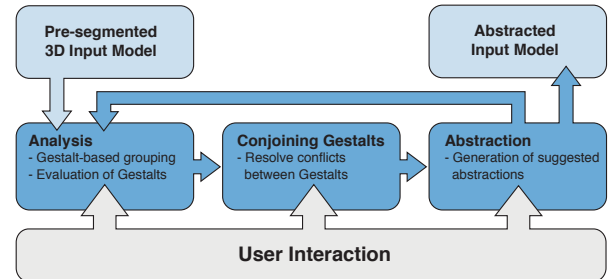 Pre-segmented
3D Input Model
Abstracted
Input Model
Analysis
- Gestalt-based grouping
- Evaluation of Gestalts
Conjoining Gestalts
- Resolve conflicts
between Gestalts
Abstraction
- Generation of suggested
abstractions
User Interaction